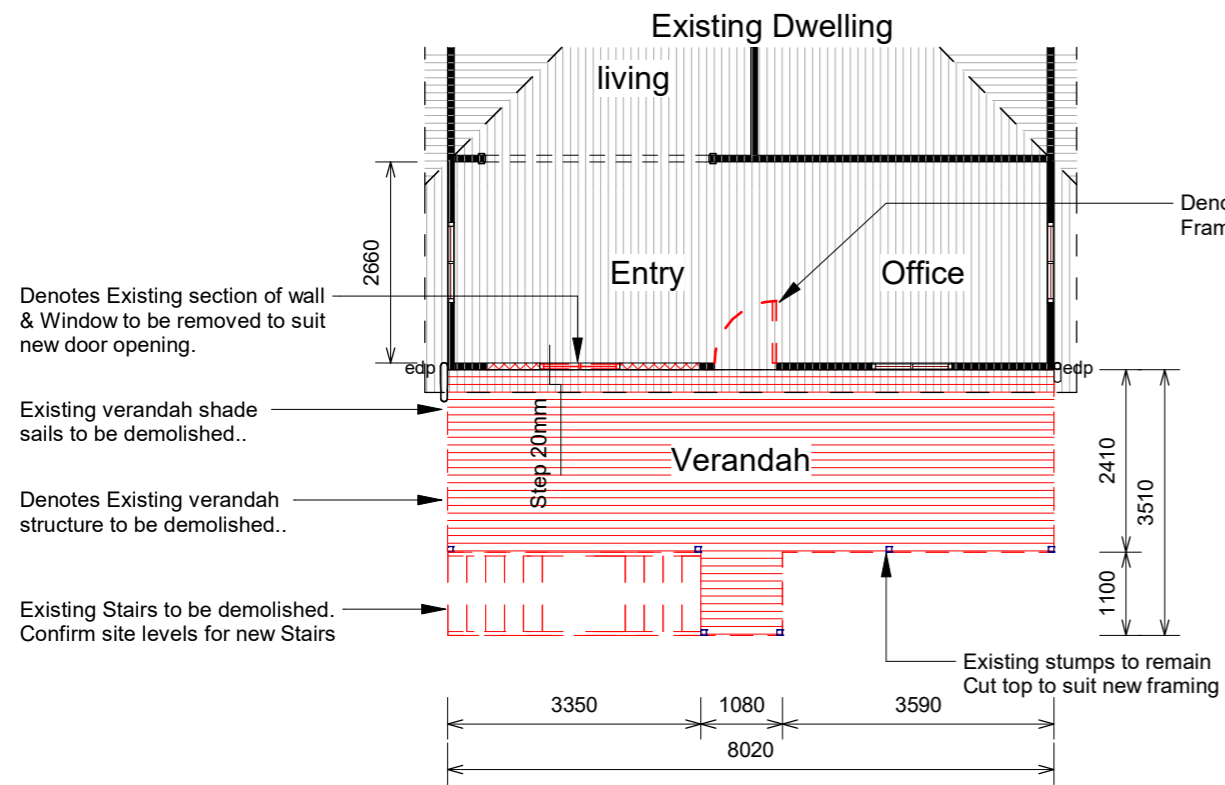 Existing Dwelling
living
2660
Deno
Fram
Entry
Office
Denotes Existing section of wall
& Window to be removed to suit
new door opening.
edp
edp
Existing verandah shade
sails to be demolished..
Step 20mm
Verandah
2410
3510
Denotes Existing verandah
structure to be demolished..
1100
Existing Stairs to be demolished.
Confirm site levels for new Stairs
Existing stumps to remain
Cut top to suit new framing
3350
1080
3590
8020